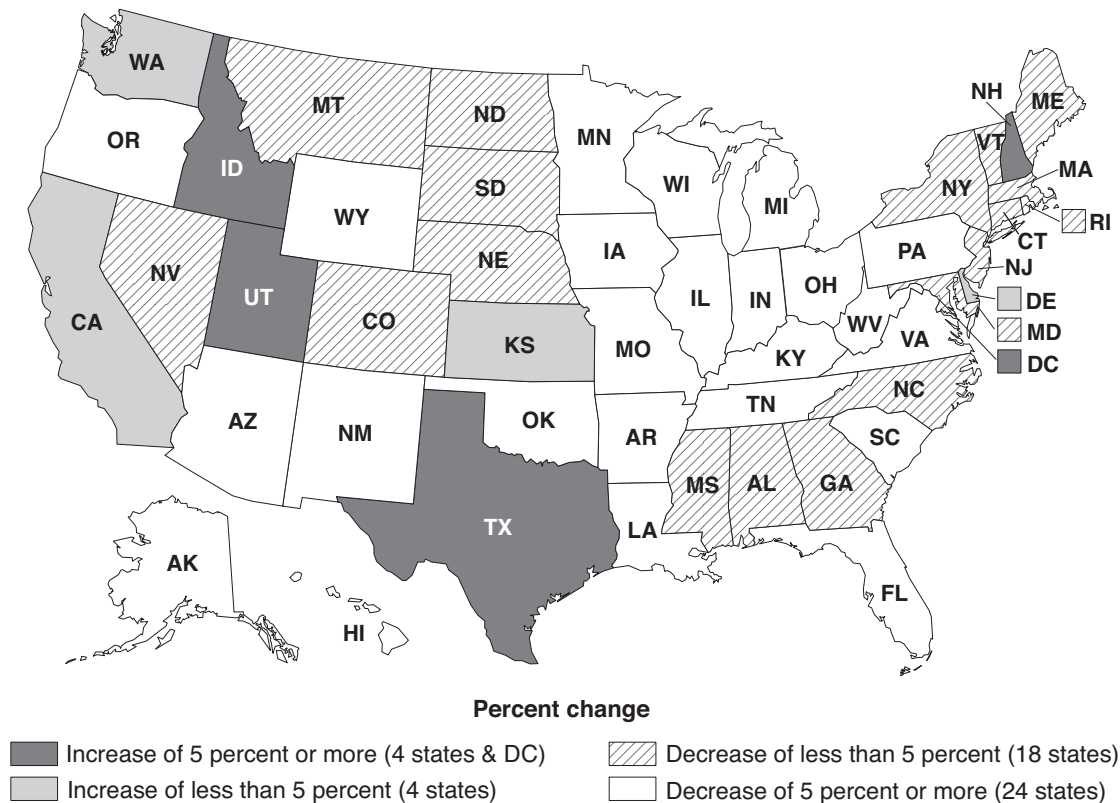 WA
MT
ND
MN
NH
ME
VT
OR
ID
SD
WI
MI
NY
MA
WY
RI
CT
IA
PA
NE
NJ
NV
UT
CO
IL
IN
OH
DE
CA
KS
MO
WV
VA
MD
KY
DC
NC
TN
AZ
NM
OK
AR
SC
MS
AL
GA
TX
LA
AK
FL
HI
Percent change
Increase of 5 percent or more (4 states & DC)
Decrease of less than 5 percent (18 states)
Increase of less than 5 percent (4 states)
Decrease of 5 percent or more (24 states)